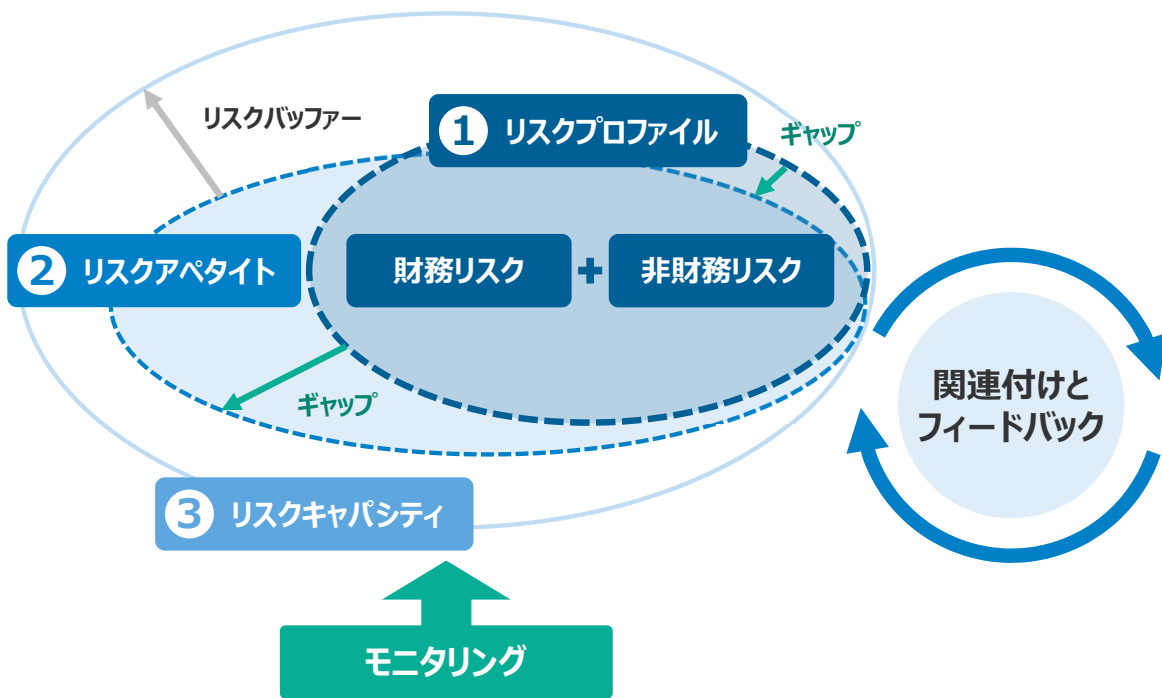 リスクバッファー
1 リスクプロファイル
ギャップ
2 リスクアペタイト
財務リスク + 非財務リスク
ギャップ
関連付けと
フィードバック
3 リスクキャパシティ
モニタリング